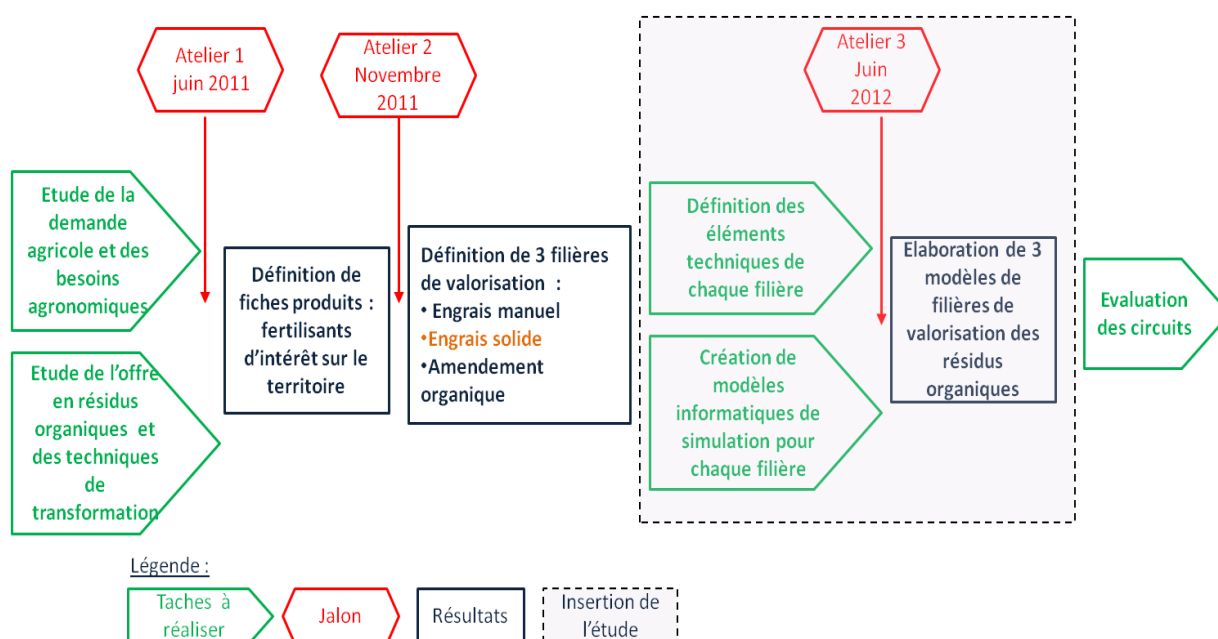 Atelier 1
juin 2011
Atelier 2
Novembre
2011
Atelier 3
Juin
2012
Etude de la
demande
agricole et des
besoins
agronomiques
Etude de l'offre
en résidus
organiques et
des techniques
de
transformation
Définition de
fiches produits :
fertilisants
d'intérêt sur le
territoire
Définition de 3 filières
de valorisation :
• Engrais manuel
•Engrais solide
•Amendement
organique
Définition des
éléments
techniques de
chaque filière
Création de
modèles
informatiques de
simulation pour
chaque filière
Elaboration de 3
modèles de
filières de
valorisation des
résidus
organiques
Evaluation
des circuits
Légende :
Taches à
réaliser
Jalon
Résultats
Insertion de
l'étude